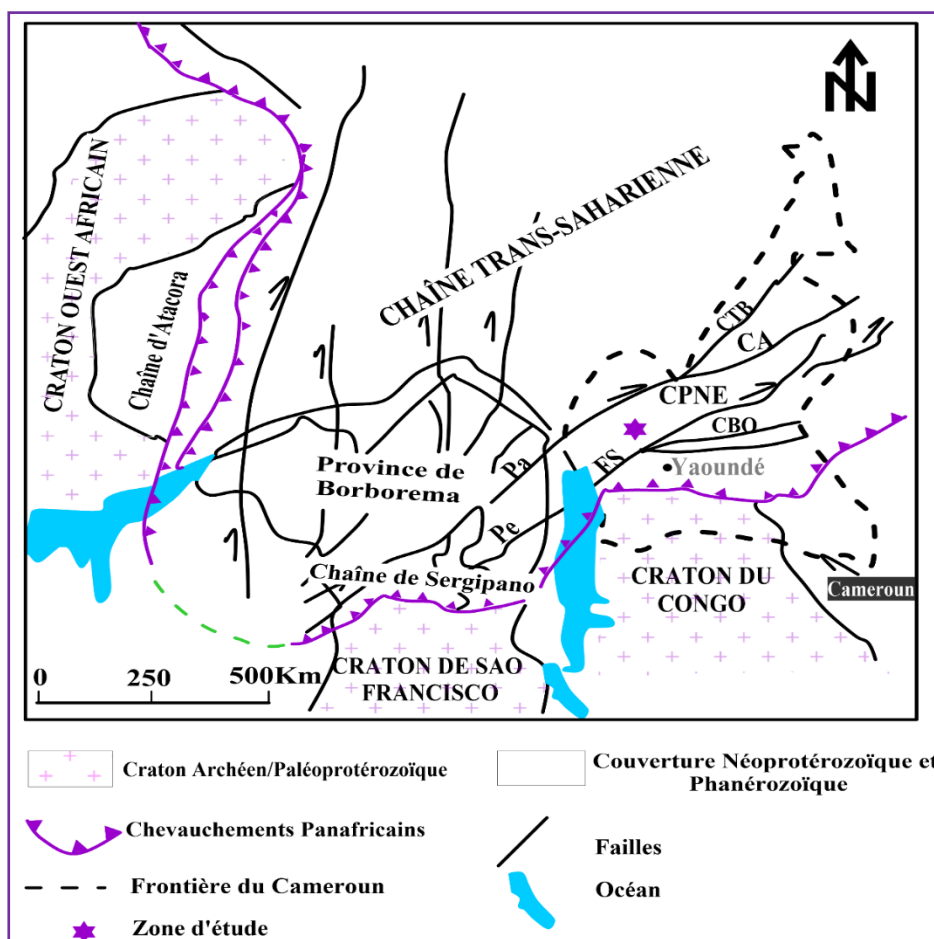 N
CRATON OUEST AFRICAIN
Chaîne d'Atacora
CHAÎNE TRANS-SAHARIENNE
CTB
CA
CPNE
CBO
ES
Yaoundé
Pa
Province de
Borborema
Pe
Chaîne de Sergipano
CRATON DU
CONGO
Cameroun
CRATON DE SAO
FRANCISCO
0 250 500Km
Craton Archéen/Paléoprotérozoïque
Couverture Néoprotérozoïque et
Phanérozoïque
Chevauchements Panafricains
Failles
Frontière du Cameroun
Océan
Zone d'étude